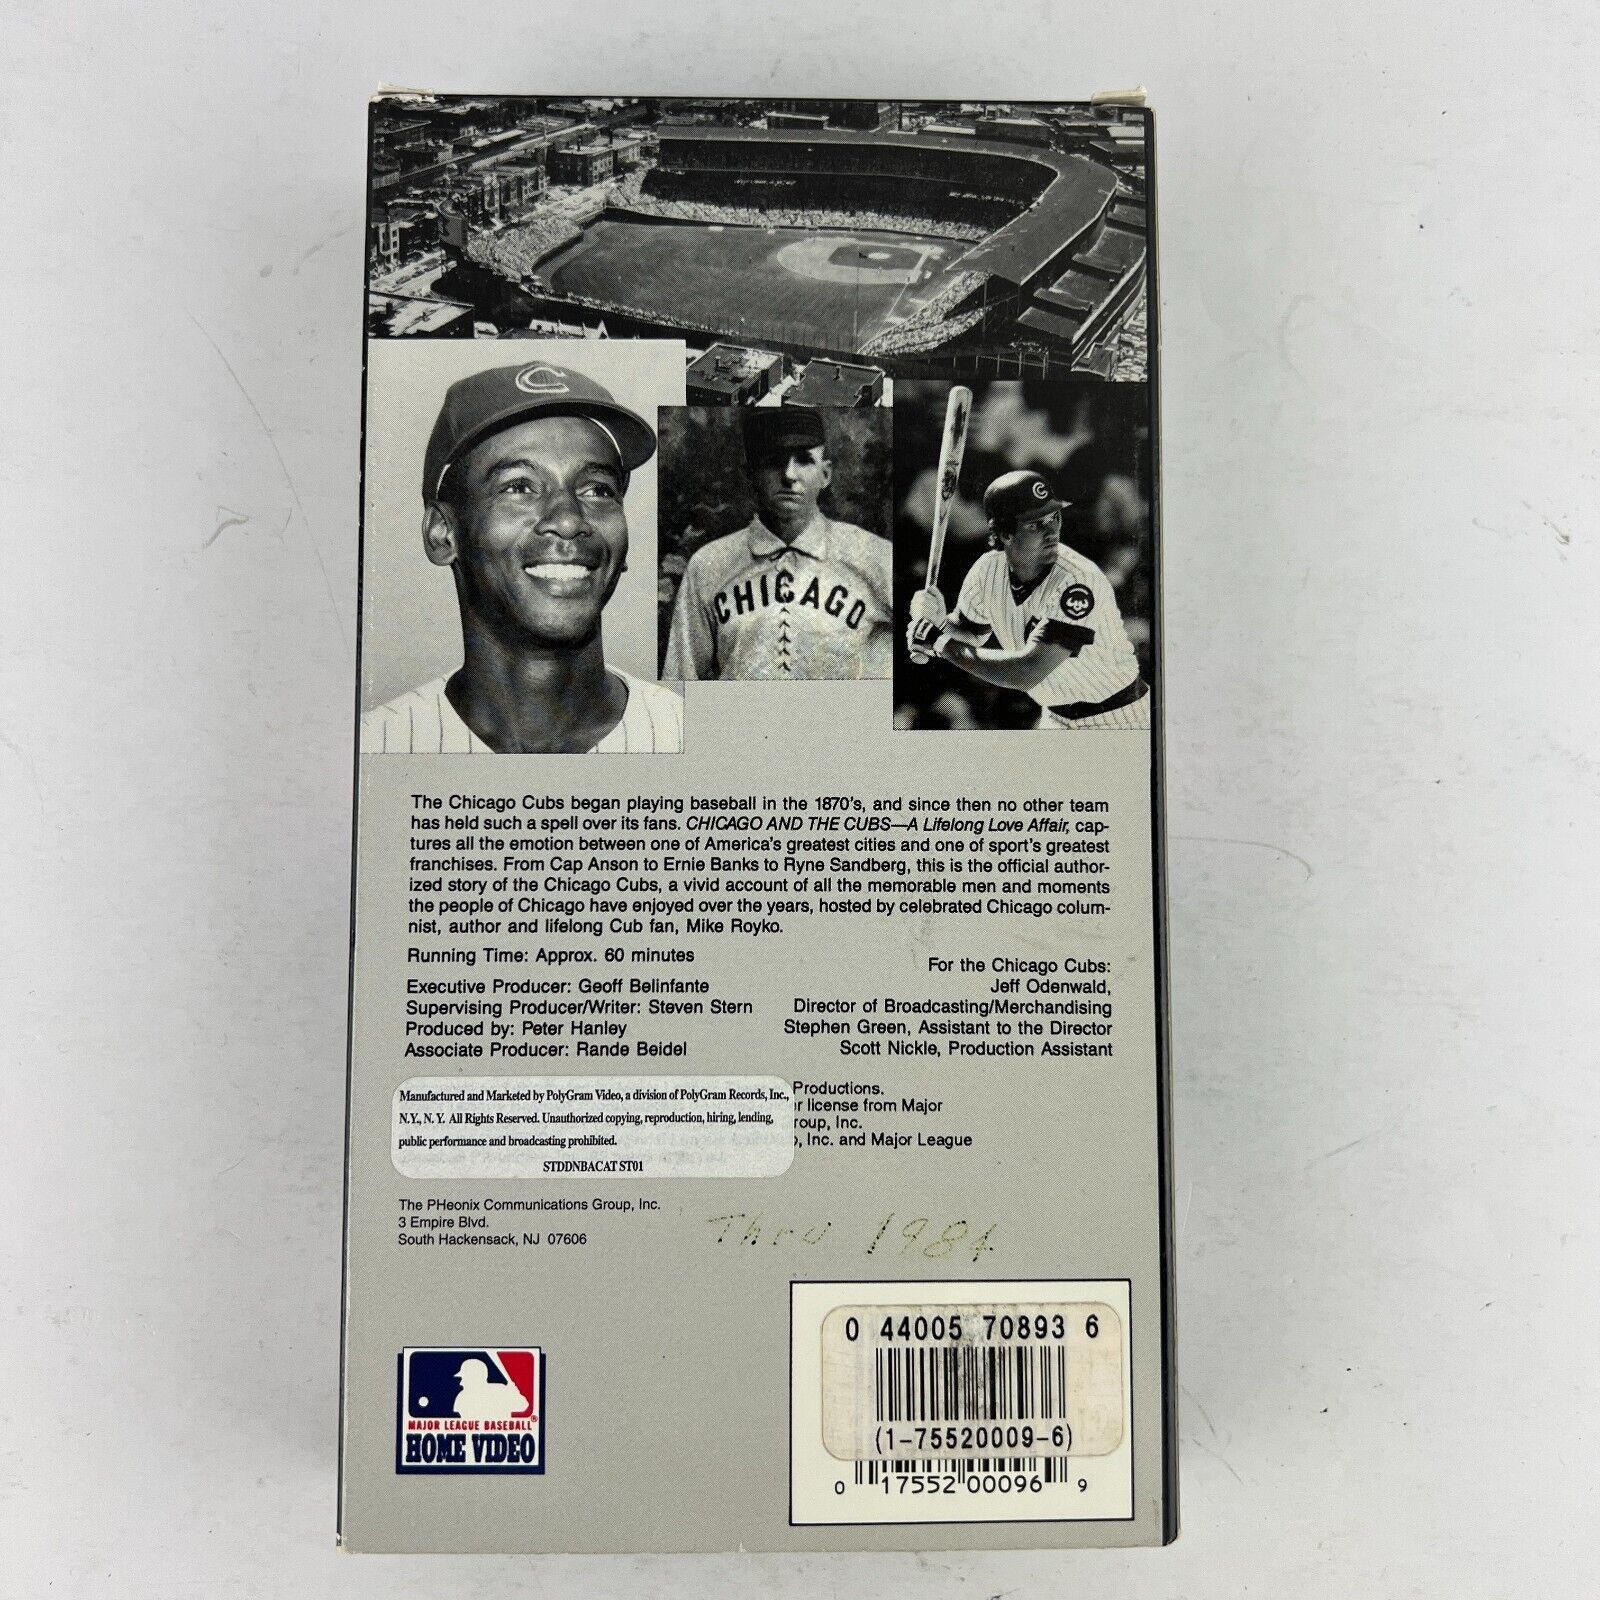 C
CHICAGO
C
The Chicago Cubs began playing baseball in the 1870's, and since then no other team
has held such a spell over its fans. CHICAGO AND THE CUBS—A Lifelong Love Affair, cap-
tures all the emotion between one of America's greatest cities and one of sport's greatest
franchises. From Cap Anson to Ernie Banks to Ryne Sandberg, this is the official author-
ized story of the Chicago Cubs, a vivid account of all the memorable men and moments
the people of Chicago have enjoyed over the years, hosted by celebrated Chicago colum-
nist, author and lifelong Cub fan, Mike Royko.
Running Time: Approx. 60 minutes
Executive Producer: Geoff Belinfante
Supervising Producer/Writer: Steven Stern
Produced by: Peter Hanley
Associate Producer: Rande Beidel
For the Chicago Cubs:
Jeff Odenwald,
Director of Broadcasting/Merchandising
Stephen Green, Assistant to the Director
Scott Nickle, Production Assistant
Manufactured and Marketed by PolyGram Video, a division of PolyGram Records, Inc.,
N.Y., N. Y. All Rights Reserved. Unauthorized copying, reproduction, hiring, lending,
public performance and broadcasting prohibited.
STDDNBACAT ST01
Productions.
r license from Major
roup, Inc.
, Inc. and Major League
The PHeonix Communications Group, Inc.
3 Empire Blvd.
South Hackensack, NJ 07606
Thru 1984
MAJOR LEAGUE BASEBALL®
HOME VIDEO
0 44005 70893 6
(1-75520009-6)
0 17552 00096 9